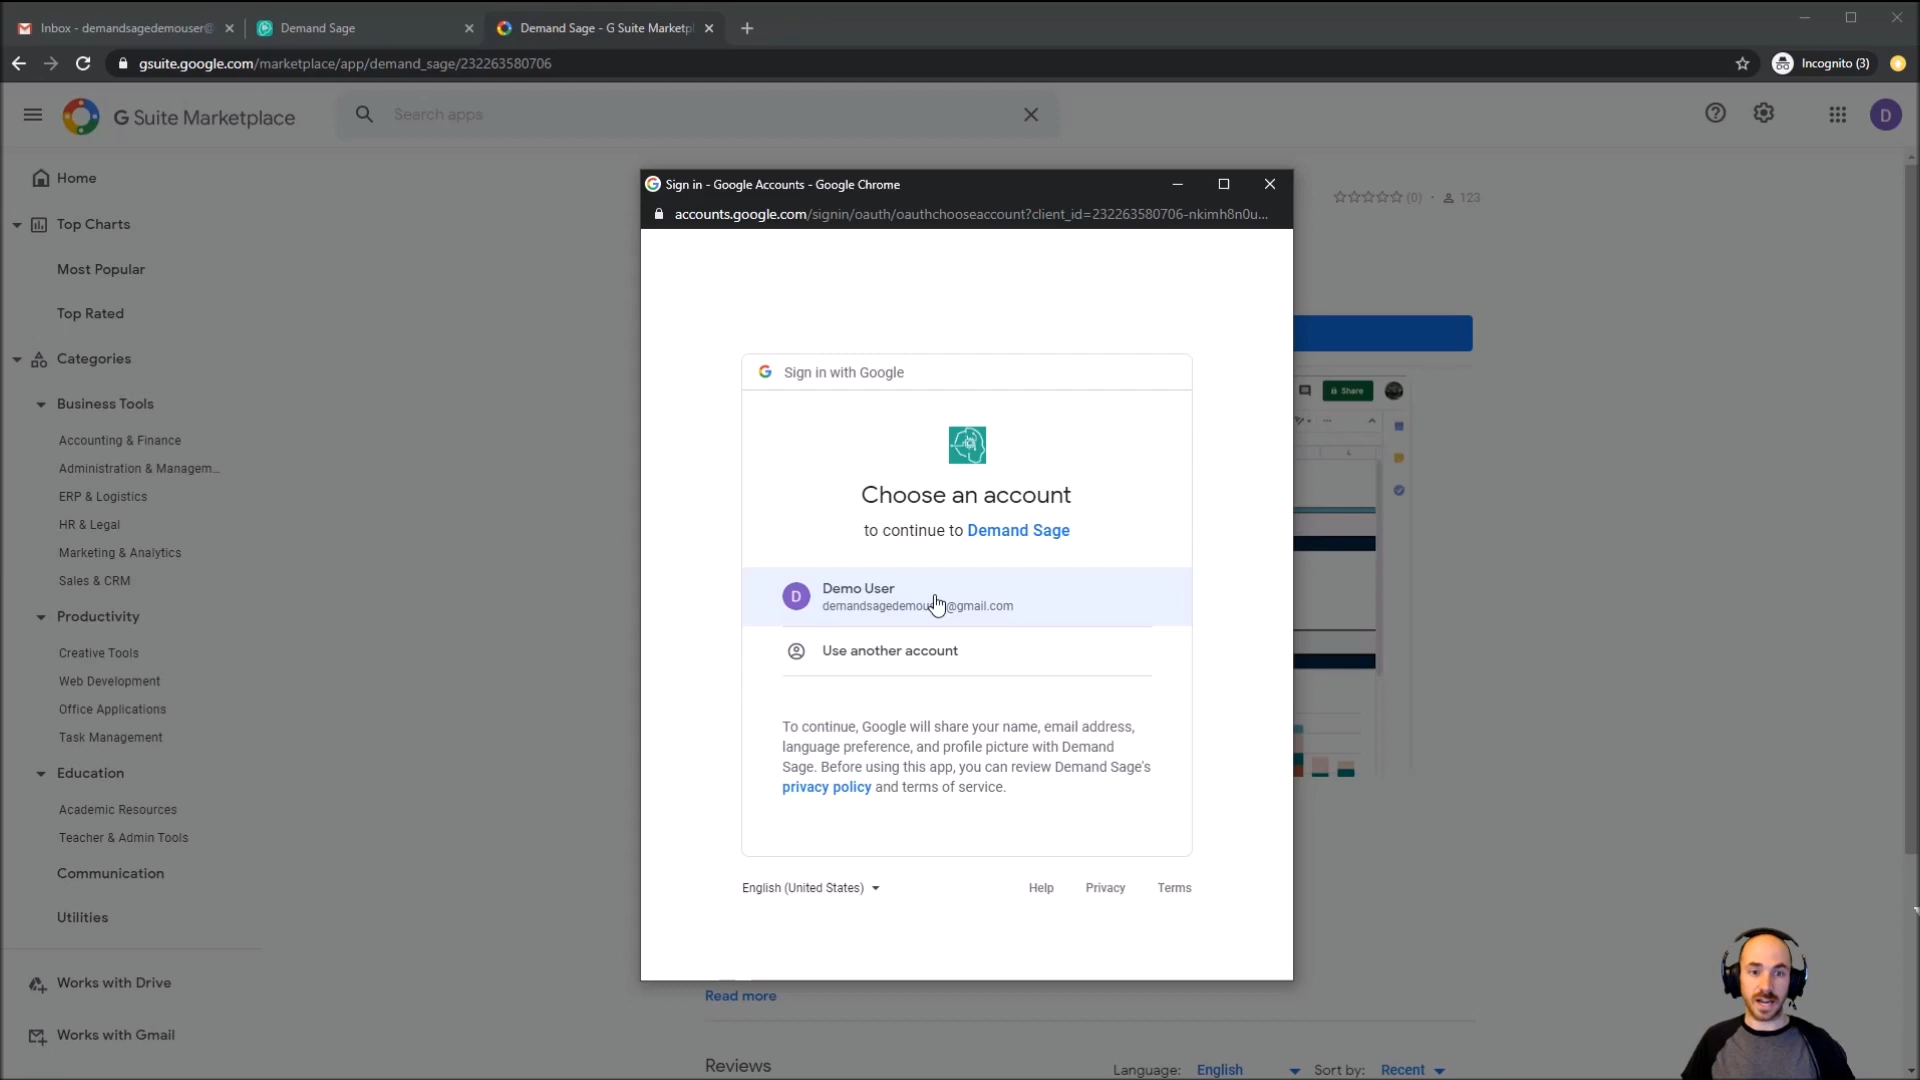 Inbox - demandsagedemouser@
Demand Sage
Demand Sage - G Suite Marketpl
gsuite.google.com/marketplace/app/demand_sage/232263580706
Incognito (3)
G Suite Marketplace
Search apps
D
Home
Top Charts
Most Popular
Top Rated
Categories
Business Tools
Accounting & Finance
Administration & Managem...
ERP & Logistics
HR & Legal
Marketing & Analytics
Sales & CRM
Productivity
Creative Tools
Web Development
Office Applications
Task Management
Education
Academic Resources
Teacher & Admin Tools
Communication
Utilities
Works with Drive
Works with Gmail
(0)
123
Share
Sign in - Google Accounts - Google Chrome
accounts.google.com/signin/oauth/oauthchooseaccount?client_id=232263580706-nkimh8n0u...
Sign in with Google
Choose an account
to continue to Demand Sage
D
Demo User
demandsagedemou @gmail.com
Use another account
To continue, Google will share your name, email address,
language preference, and profile picture with Demand
Sage. Before using this app, you can review Demand Sage's
privacy policy and terms of service.
English (United States)
Help
Privacy
Terms
Read more
Reviews
Language: English
Sort by: Recent